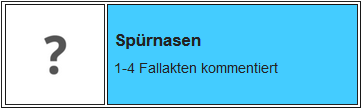 ?
Spürnasen
1-4 Fallakten kommentiert